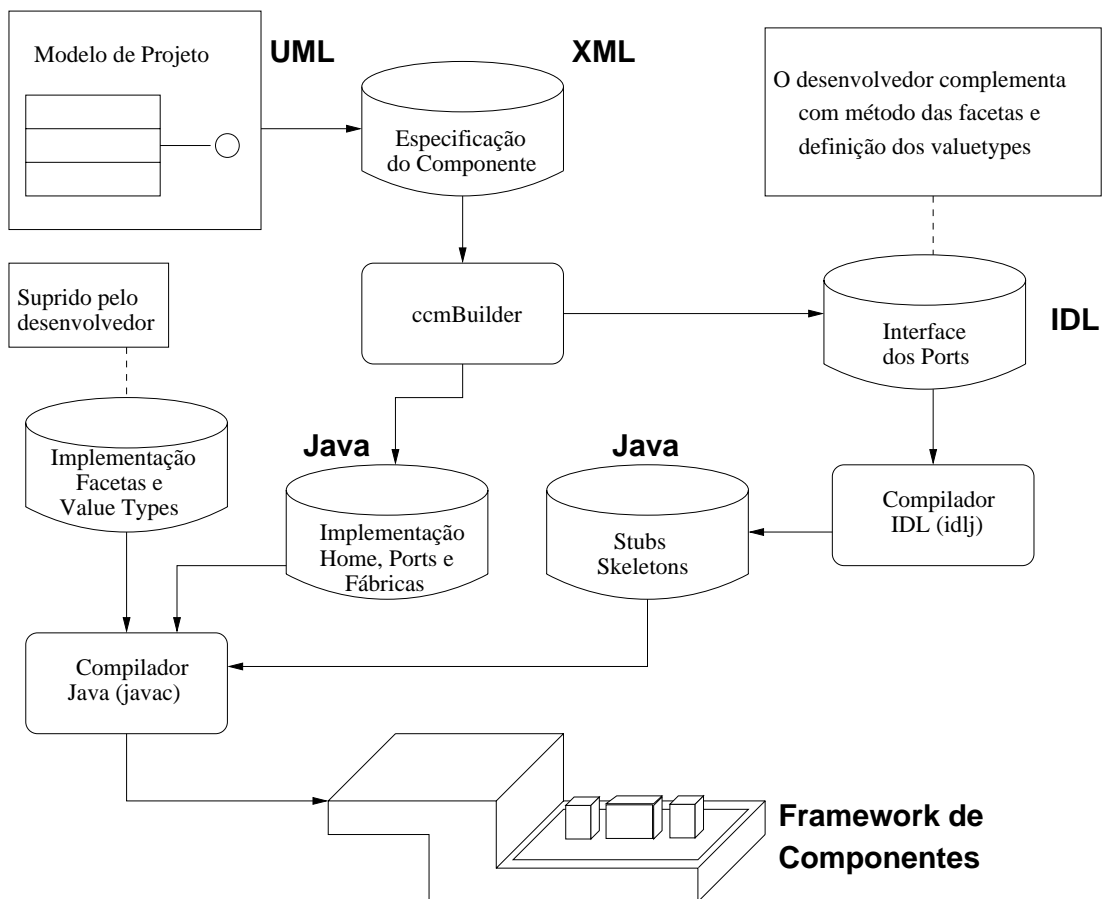 Modelo de Projeto
UML
XML
Especificação
do Componente
O desenvolvedor complementa
com método das facetas e
definição dos valuetypes
Suprido pelo
desenvolvedor
ccmBuilder
Interface
dos Ports
IDL
Implementação
Facetas e
Value Types
Java
Implementação
Home, Ports e
Fábricas
Java
Stubs
Skeletons
Compilador
IDL (idlj)
Compilador
Java (javac)
Framework de
Componentes